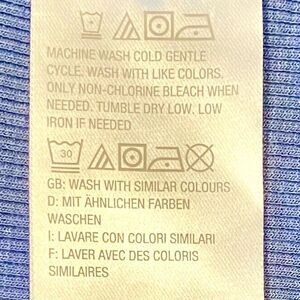 MACHINE WASH COLD GENTLE
CYCLE. WASH WITH LIKE COLORS.
ONLY NON-CHLORINE BLEACH WHEN
NEEDED. TUMBLE DRY LOW. LOW
IRON IF NEEDED
30
GB: WASH WITH SIMILAR COLOURS
D: MIT ÄHNLICHEN FARBEN
WASCHEN
I: LAVARE CON COLORI SIMILARI
F: LAVER AVEC DES COLORIS
SIMILAIRES